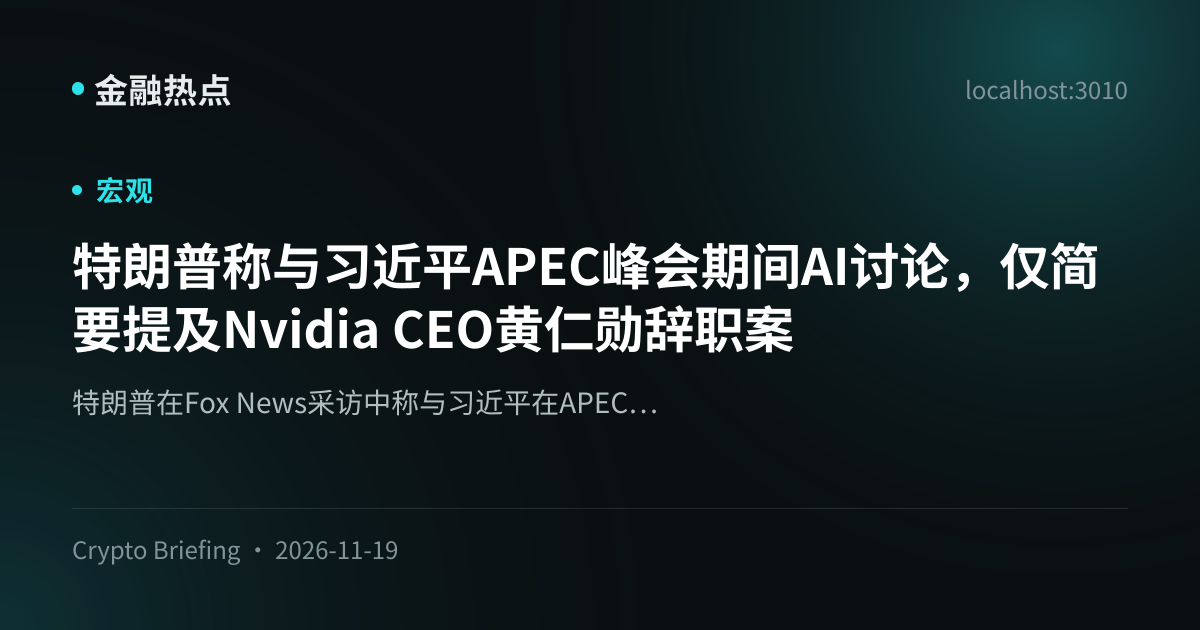 金融热点
localhost:3010
宏观
特朗普称与习近平APEC峰会期间AI讨论，仅简
要提及Nvidia CEO黄仁勋辞职案
特朗普在Fox News采访中称与习近平在APEC…
Crypto Briefing · 2026-11-19